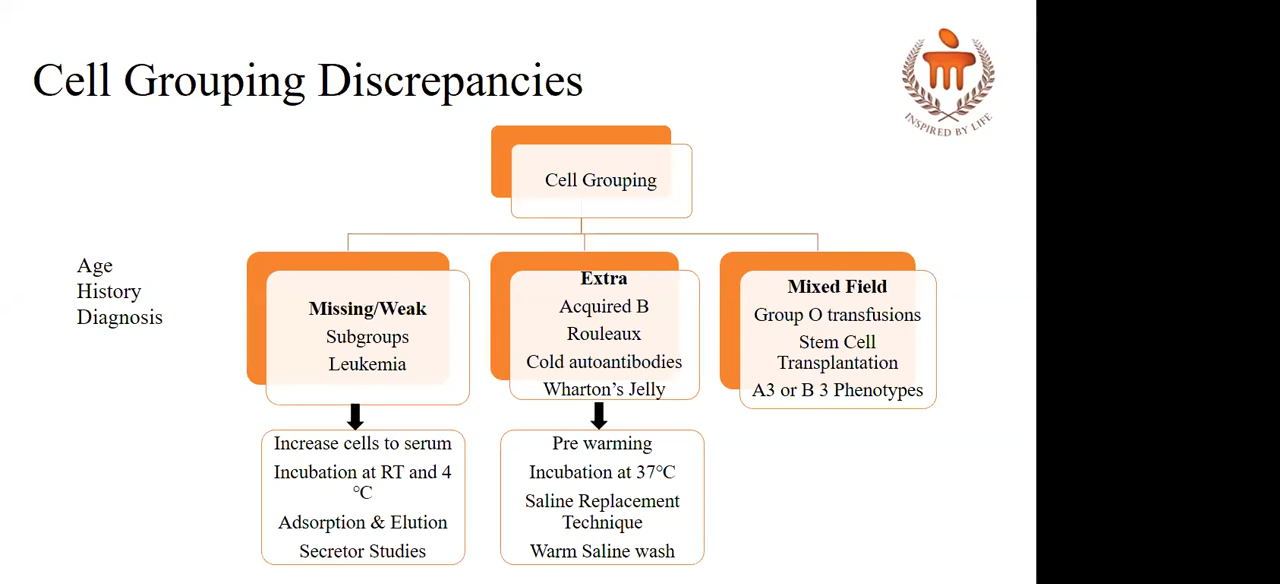 Cell Grouping Discrepancies
INSPIRED BY LIFE
Cell Grouping
Age
History
Diagnosis
Missing/Weak
Subgroups
Leukemia
Extra
Acquired B
Rouleaux
Cold autoantibodies
Wharton’s Jelly
Mixed Field
Group O transfusions
Stem Cell
Transplantation
A3 or B 3 Phenotypes
Increase cells to serum
Incubation at RT and 4
℃
Adsorption & Elution
Secretor Studies
Pre warming
Incubation at 37℃
Saline Replacement
Technique
Warm Saline wash